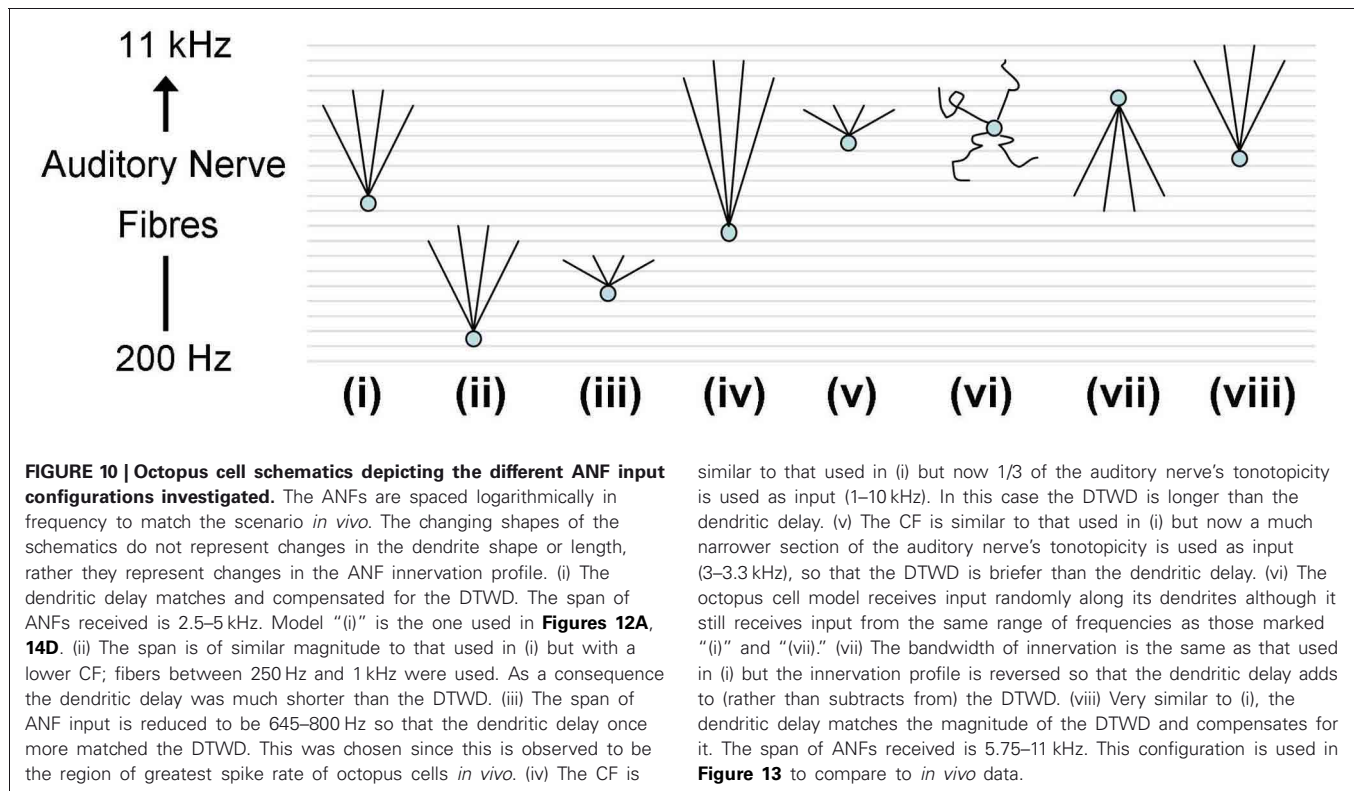 11 kHz
Auditory Nerve
Fibres
200 Hz
(i) (ii) (iii) (iv) (v) (vi) (vii) (viii)
FIGURE 10 | Octopus cell schematics depicting the different ANF input
configurations investigated. The ANFs are spaced logarithmically in
frequency to match the scenario in vivo. The changing shapes of the
schematics do not represent changes in the dendrite shape or length,
rather they represent changes in the ANF innervation profile. (i) The
dendritic delay matches and compensated for the DTWD. The span of
ANFs received is 2.5–5 kHz. Model “(i)” is the one used in Figures 12A,
14D. (ii) The span is of similar magnitude to that used in (i) but with a
lower CF; fibers between 250 Hz and 1 kHz were used. As a consequence
the dendritic delay was much shorter than the DTWD. (iii) The span of
ANF input is reduced to be 645–800 Hz so that the dendritic delay once
more matched the DTWD. This was chosen since this is observed to be
the region of greatest spike rate of octopus cells in vivo. (iv) The CF is
similar to that used in (i) but now 1/3 of the auditory nerve’s tonotopicity
is used as input (1–10 kHz). In this case the DTWD is longer than the
dendritic delay. (v) The CF is similar to that used in (i) but now a much
narrower section of the auditory nerve’s tonotopicity is used as input
(3–3.3 kHz), so that the DTWD is briefer than the dendritic delay. (vi) The
octopus cell model receives input randomly along its dendrites although it
still receives input from the same range of frequencies as those marked
“(i)” and “(vii).” (vii) The bandwidth of innervation is the same as that used
in (i) but the innervation profile is reversed so that the dendritic delay adds
to (rather than subtracts from) the DTWD. (viii) Very similar to (i), the
dendritic delay matches the magnitude of the DTWD and compensates for
it. The span of ANFs received is 5.75–11 kHz. This configuration is used in
Figure 13 to compare to in vivo data.